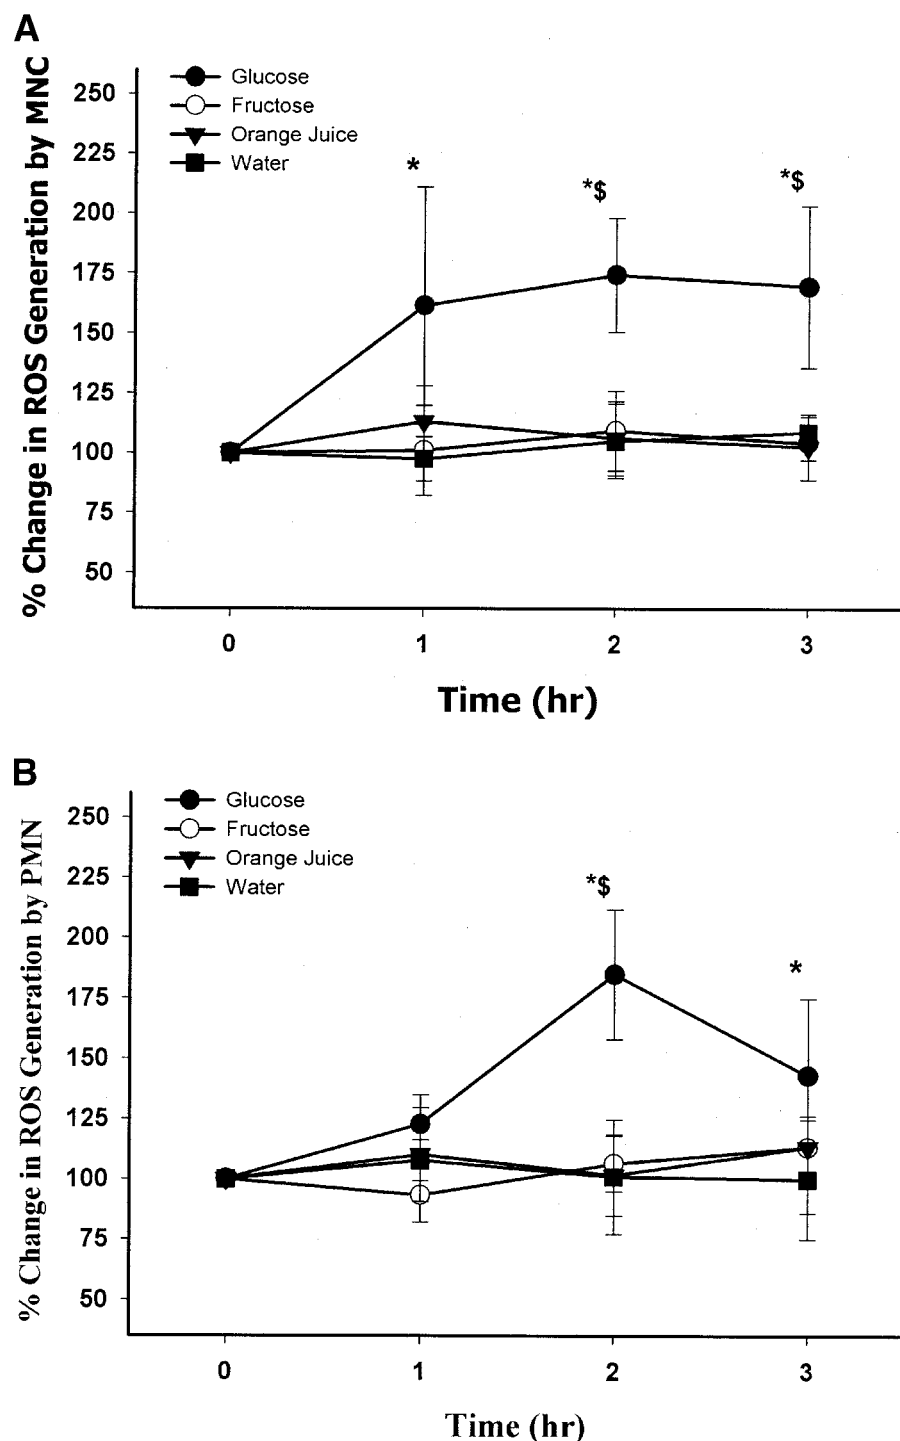 A
% Change in ROS Generation by MNC
250
225
200
175
150
125
100
75
50
Glucose
Fructose
Orange Juice
Water
*
*$
*$
0 1 2 3
Time (hr)
B
% Change in ROS Generation by PMN
250
225
200
175
150
125
100
75
50
Glucose
Fructose
Orange Juice
Water
*$
*
0 1 2 3
Time (hr)